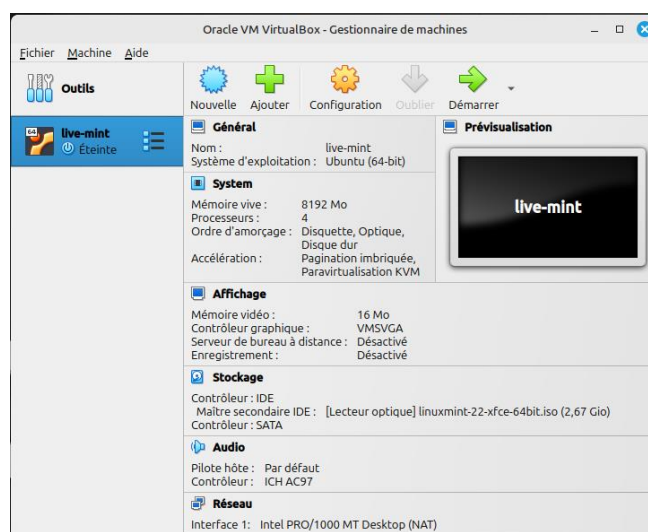 Oracle VM VirtualBox - Gestionnaire de machines
Fichier Machine Aide
Outils
Nouvelle Ajouter Configuration Oublier Démarrer
64
live-mint
Éteinte
Général
Nom : live-mint
Système d'exploitation : Ubuntu (64-bit)
System
Mémoire vive : 8192 Mo
Processeurs : 4
Ordre d'amorçage : Disquette, Optique,
Disque dur
Accélération : Pagination imbriquée,
Paravirtualisation KVM
Prévisualisation
live-mint
Affichage
Mémoire vidéo : 16 Mo
Contrôleur graphique : VMSVGA
Serveur de bureau à distance : Désactivé
Enregistrement : Désactivé
Stockage
Contrôleur : IDE
Maître secondaire IDE : [Lecteur optique] linuxmint-22-xfce-64bit.iso (2,67 Gio)
Contrôleur : SATA
Audio
Pilote hôte : Par défaut
Contrôleur : ICH AC97
Réseau
Interface 1: Intel PRO/1000 MT Desktop (NAT)